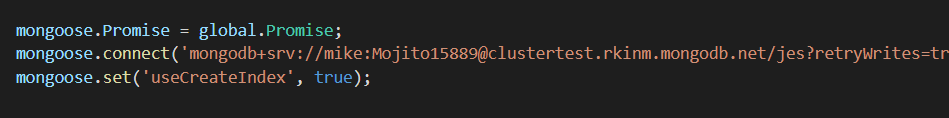 mongoose.Promise = global.Promise;
mongoose.connect('mongodb+srv://mike:Mojito15889@clustertest.rkinm.mongodb.net/jes?retryWrites=tr
mongoose.set('useCreateIndex', true);